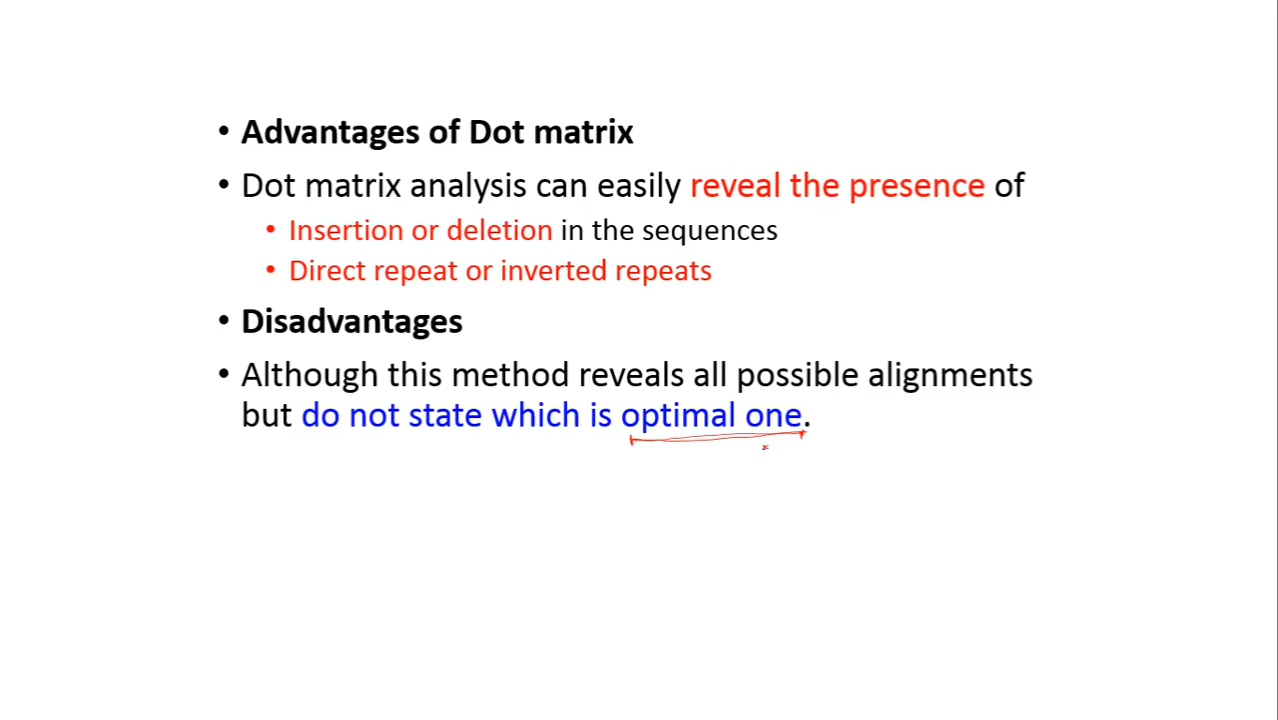 • Advantages of Dot matrix
• Dot matrix analysis can easily reveal the presence of
• Insertion or deletion in the sequences
• Direct repeat or inverted repeats
• Disadvantages
• Although this method reveals all possible alignments
but do not state which is optimal one.